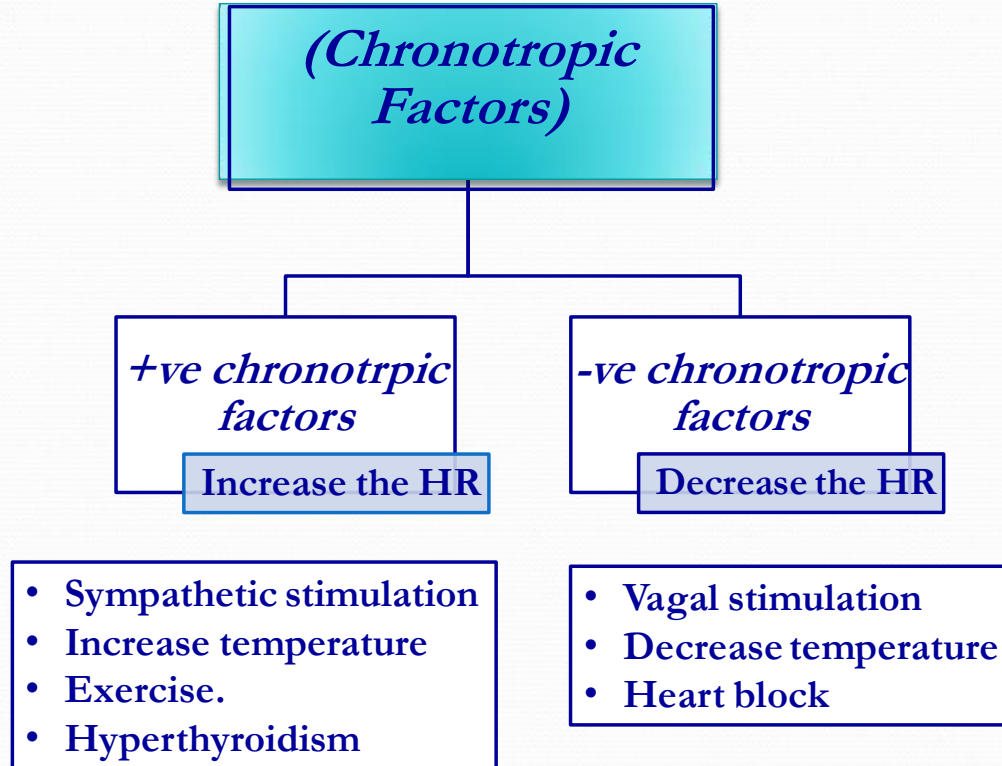 (Chronotropic
Factors)
+ve chronotrpic
factors
Increase the HR
-ve chronotropic
factors
Decrease the HR
• Sympathetic stimulation
• Increase temperature
• Exercise.
• Hyperthyroidism
• Vagal stimulation
• Decrease temperature
• Heart block